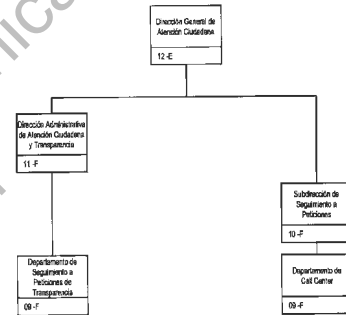 Dirección General de
Atención Ciudadana
12-E
Dirección Administrativa
de Atención Ciudadana
y Transparencia
11-F
Subdirección de
Seguimiento a
Peticiones
10-F
Departamento de
Seguimiento a
Peticiones de
Transparencia
09-F
Departamento de
Call Center
09-F